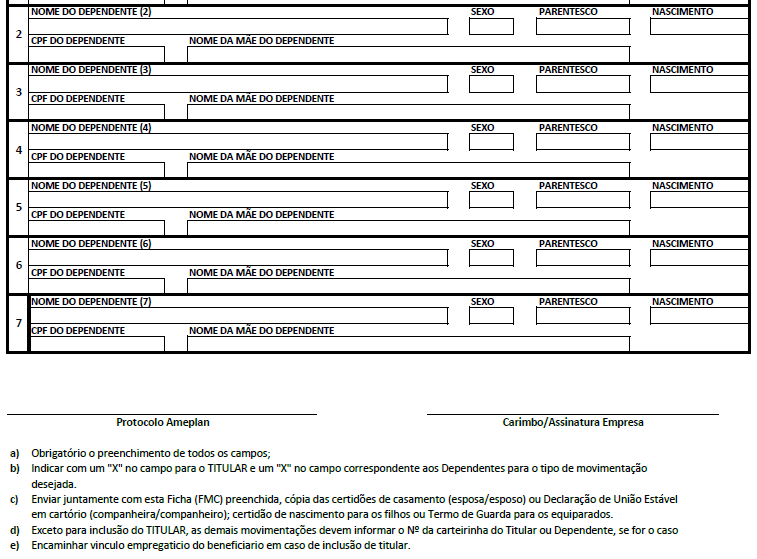 NOME DO DEPENDENTE (2) SEXO PARENTESCO NASCIMENTO
2
CPF DO DEPENDENTE NOME DA MÃE DO DEPENDENTE
NOME DO DEPENDENTE (3) SEXO PARENTESCO NASCIMENTO
3
CPF DO DEPENDENTE NOME DA MÃE DO DEPENDENTE
NOME DO DEPENDENTE (4) SEXO PARENTESCO NASCIMENTO
4
CPF DO DEPENDENTE NOME DA MÃE DO DEPENDENTE
NOME DO DEPENDENTE (5) SEXO PARENTESCO NASCIMENTO
5
CPF DO DEPENDENTE NOME DA MÃE DO DEPENDENTE
NOME DO DEPENDENTE (6) SEXO PARENTESCO NASCIMENTO
6
CPF DO DEPENDENTE NOME DA MÃE DO DEPENDENTE
NOME DO DEPENDENTE (7) SEXO PARENTESCO NASCIMENTO
7
CPF DO DEPENDENTE NOME DA MÃE DO DEPENDENTE
Protocolo Ameplan Carimbo/Assinatura Empresa
a) Obrigatório o preenchimento de todos os campos;
b) Indicar com um "X" no campo para o TITULAR e um "X" no campo correspondente aos Dependentes para o tipo de movimentação
desejada.
c) Enviar juntamente com esta Ficha (FMC) preenchida, cópia das certidões de casamento (esposa/esposo) ou Declaração de União Estável
em cartório (companheira/companheiro); certidão de nascimento para os filhos ou Termo de Guarda para os equiparados.
d) Exceto para inclusão do TITULAR, as demais movimentações devem informar o Nº da carteirinha do Titular ou Dependente, se for o caso
e) Encaminhar vinculo empregaticio do beneficiario em caso de inclusão de titular.